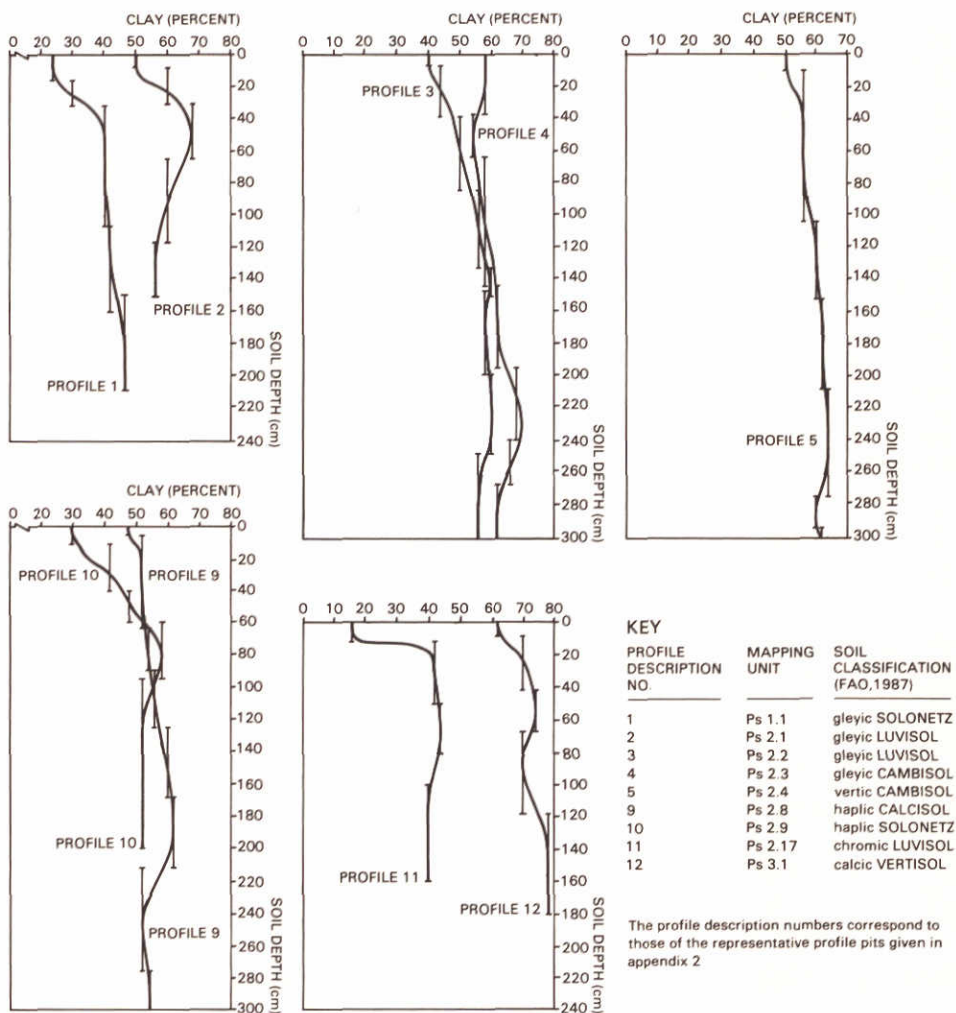 CLAY (PERCENT)
0 20 30 40 50 60 70 80
0
20
40
60
80
100
120
140
160
180
200
220
240
SOIL DEPTH (cm)
PROFILE 1
PROFILE 2
CLAY (PERCENT)
0 10 20 30 40 50 60 70 80
0
20
40
60
80
100
120
140
160
180
200
220
240
260
280
300
SOIL DEPTH (cm)
PROFILE 3
PROFILE 4
CLAY (PERCENT)
0 10 20 30 40 50 60 70
0
20
40
60
80
100
120
140
160
180
200
220
240
260
280
300
SOIL DEPTH (cm)
PROFILE 5
CLAY (PERCENT)
0 20 30 40 50 60 70 80
0
20
40
60
80
100
120
140
160
180
200
220
240
260
280
300
SOIL DEPTH (cm)
PROFILE 10
PROFILE 9
PROFILE 10
PROFILE 9
0 10 20 30 40 50 60 70 80
0
20
40
60
80
100
120
140
160
180
200
220
240
SOIL DEPTH (cm)
PROFILE 11
PROFILE 12
KEY
PROFILE MAPPING SOIL
DESCRIPTION UNIT CLASSIFICATION
NO. (FAO,1987)
1 Ps 1.1 gleyic SOLONETZ
2 Ps 2.1 gleyic LUVISOL
3 Ps 2.2 gleyic LUVISOL
4 Ps 2.3 gleyic CAMBISOL
5 Ps 2.4 vertic CAMBISOL
9 Ps 2.8 haplic CALCISOL
10 Ps 2.9 haplic SOLONETZ
11 Ps 2.17 chromic LUVISOL
12 Ps 3.1 calcic VERTISOL
The profile description numbers correspond to
those of the representative profile pits given in
appendix 2